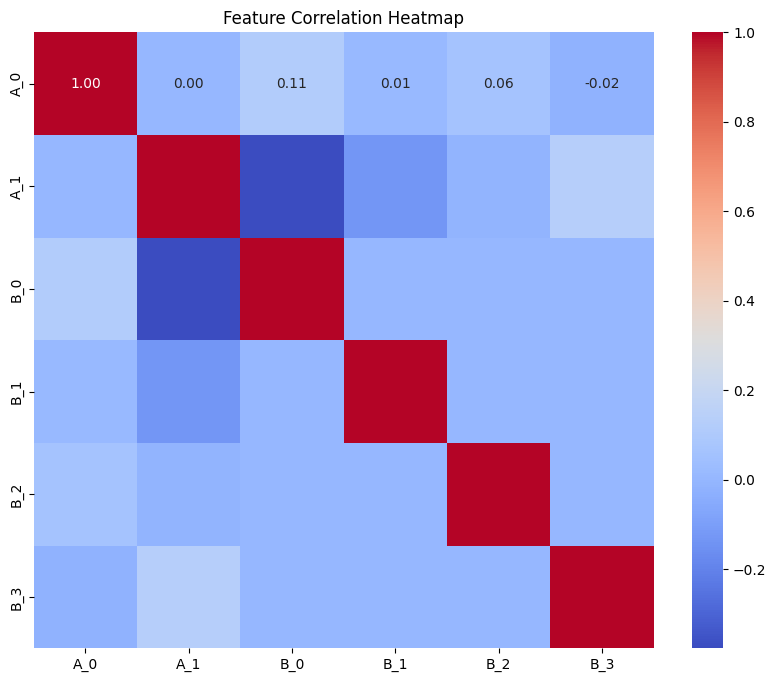 Feature Correlation Heatmap
A_0 1.00 0.00 0.11 0.01 0.06 -0.02
A_1
B_0
B_1
B_2
B_3
A_0 A_1 B_0 B_1 B_2 B_3
1.0
0.8
0.6
0.4
0.2
0.0
−0.2